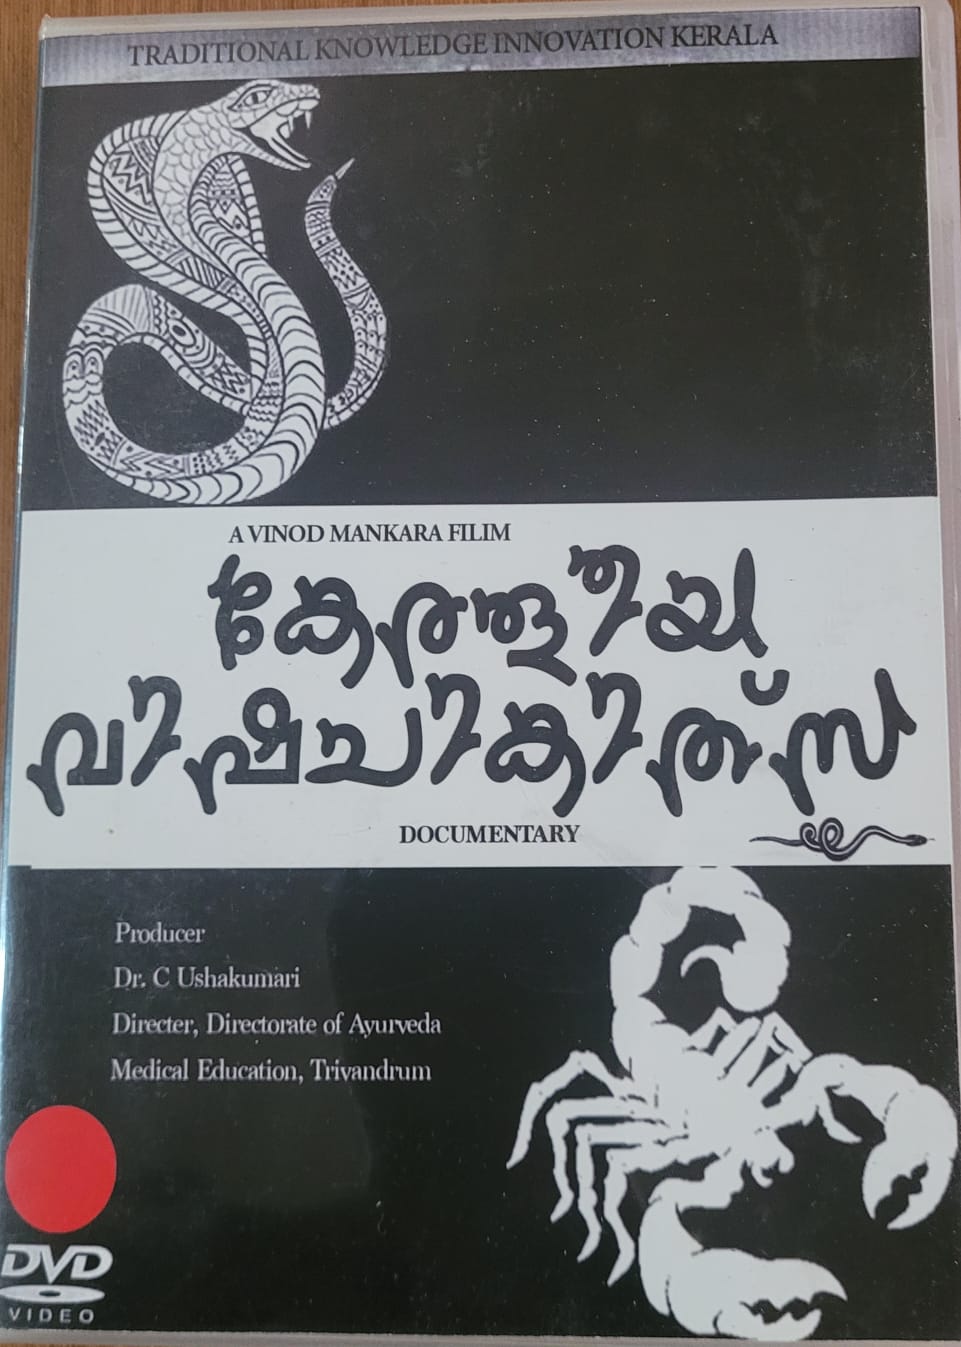 TRADITIONAL KNOWLEDGE INNOVATION KERALA
A VINOD MANKARA FILIM
കേരളീയ
വിഷചികിത്സ
DOCUMENTARY
Producer
Dr. C Ushakumari
Directer, Directorate of Ayurveda
Medical Education, Trivandrum
DVD
VIDEO